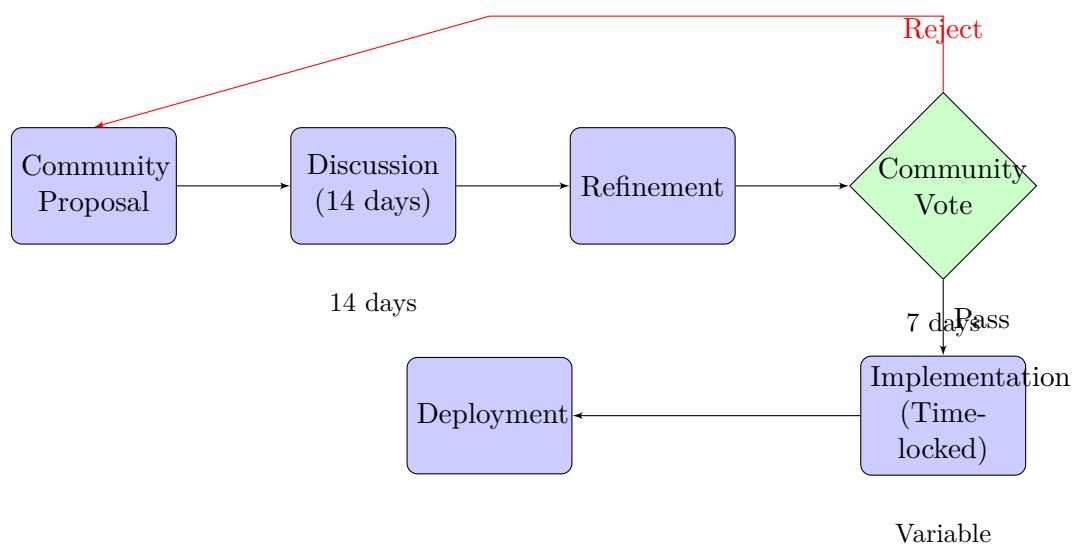 Reject
Community
Proposal
Discussion
(14 days)
Refinement
Community
Vote
14 days
7 days
Pass
Deployment
Implementation
(Time-
locked)
Variable